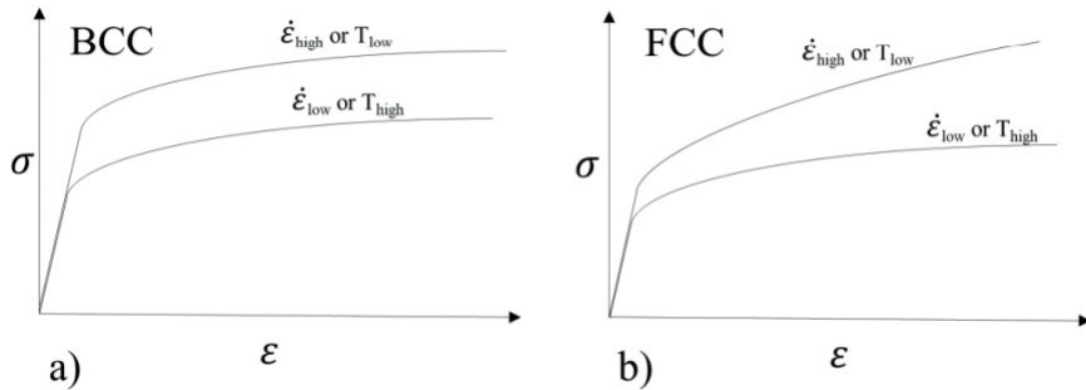 BCC
ε̇high or Tlow
ε̇low or Thigh
σ
ε
a)
FCC
ε̇high or Tlow
ε̇low or Thigh
σ
ε
b)